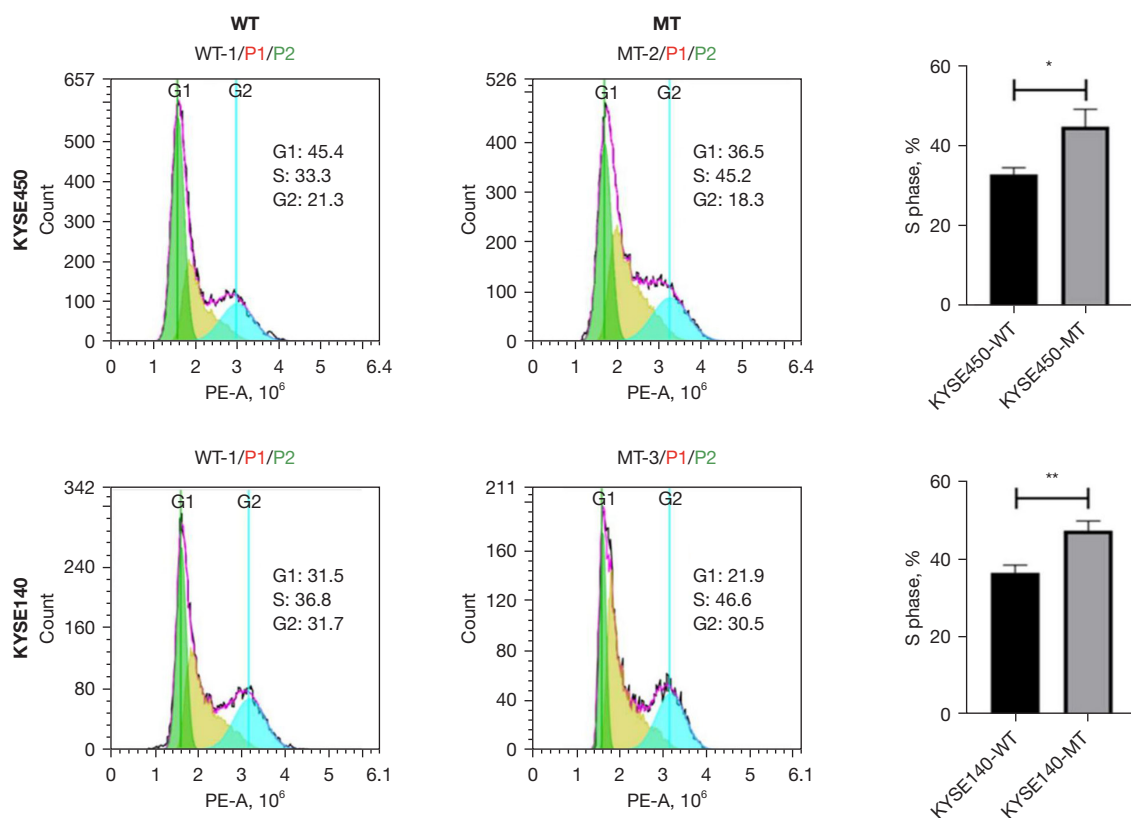 WT
MT
KYSE450
WT-1/P1/P2
657
500
400
300
200
100
0
Count
G1
G2
G1: 45.4
S: 33.3
G2: 21.3
0 1 2 3 4 5 6.4
PE-A, 10⁶
MT-2/P1/P2
526
400
300
200
100
0
Count
G1
G2
G1: 36.5
S: 45.2
G2: 18.3
0 1 2 3 4 5 6.4
PE-A, 10⁶
60
40
20
0
S phase, %
*
KYSE450-WT
KYSE450-MT
KYSE140
WT-1/P1/P2
342
240
160
80
0
Count
G1
G2
G1: 31.5
S: 36.8
G2: 31.7
0 1 2 3 4 5 6.1
PE-A, 10⁶
MT-3/P1/P2
211
160
120
80
40
0
Count
G1
G2
G1: 21.9
S: 46.6
G2: 30.5
0 1 2 3 4 5 6.1
PE-A, 10⁶
60
40
20
0
S phase, %
**
KYSE140-WT
KYSE140-MT